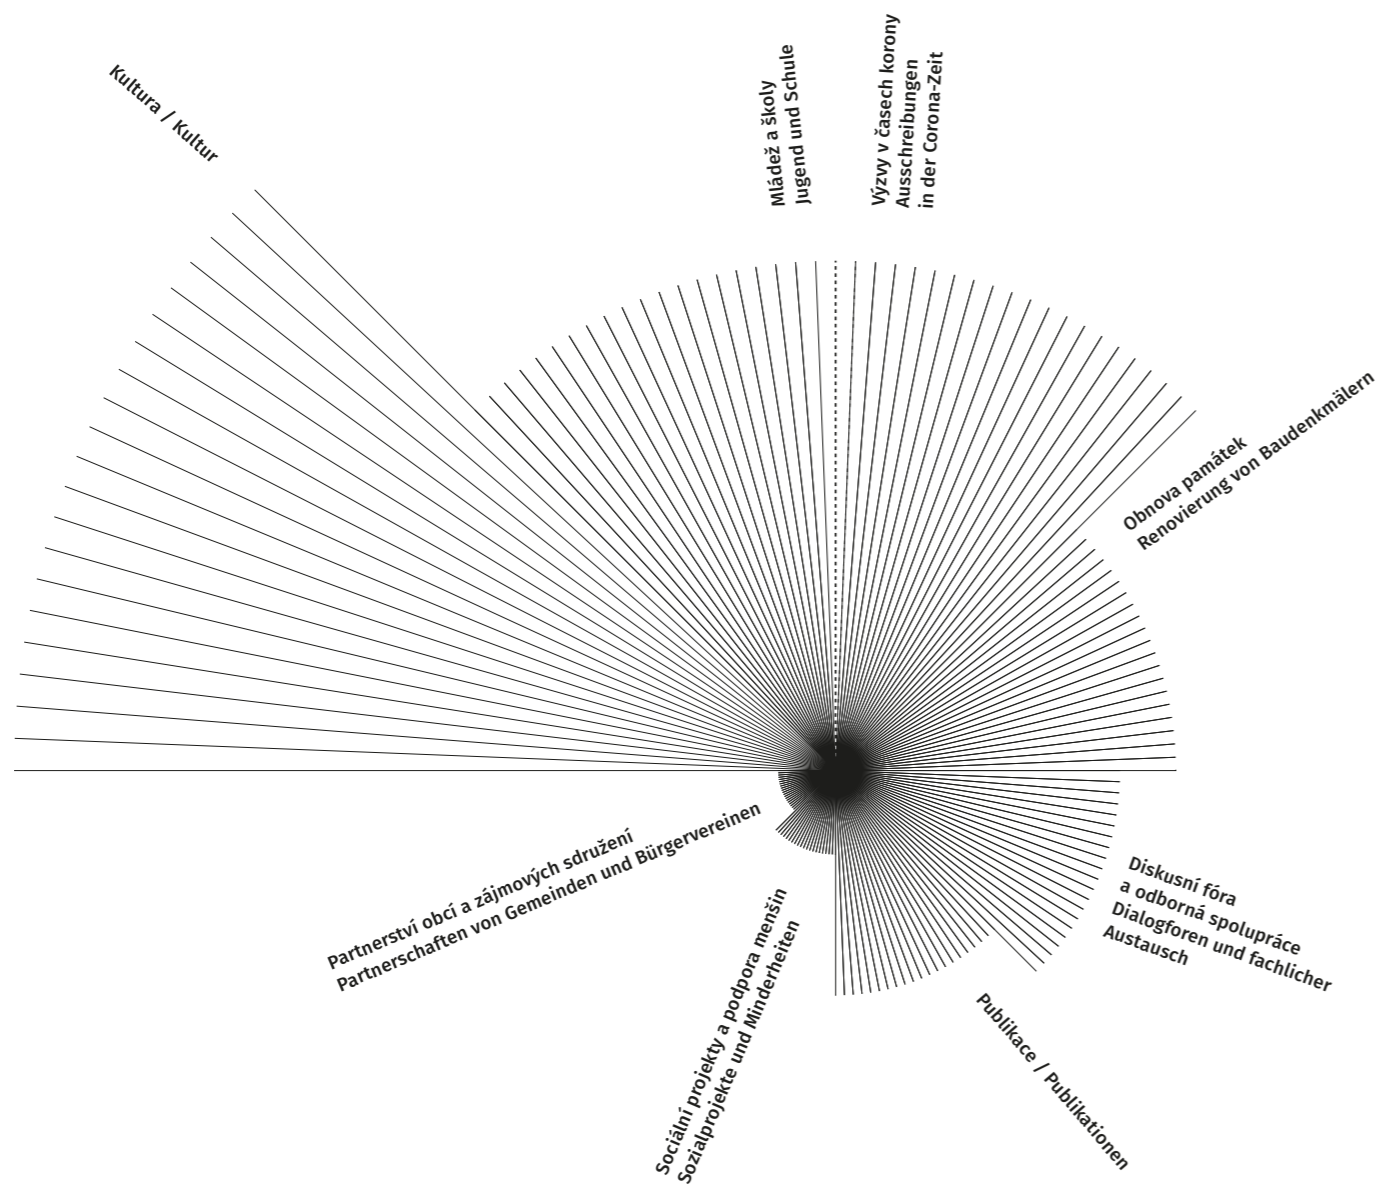 Kultura / Kultur
Mládež a školy
Jugend und Schule
Výzvy v časech korony
Ausschreibungen
in der Corona-Zeit
Obnova památek
Renovierung von Baudenkmälern
Diskusní fóra
a odborná spolupráce
Dialogforen und fachlicher
Austausch
Publikace / Publikationen
Sociální projekty a podpora menšin
Sozialprojekte und Minderheiten
Partnerství obcí a zájmových sdružení
Partnerschaften von Gemeinden und Bürgervereinen